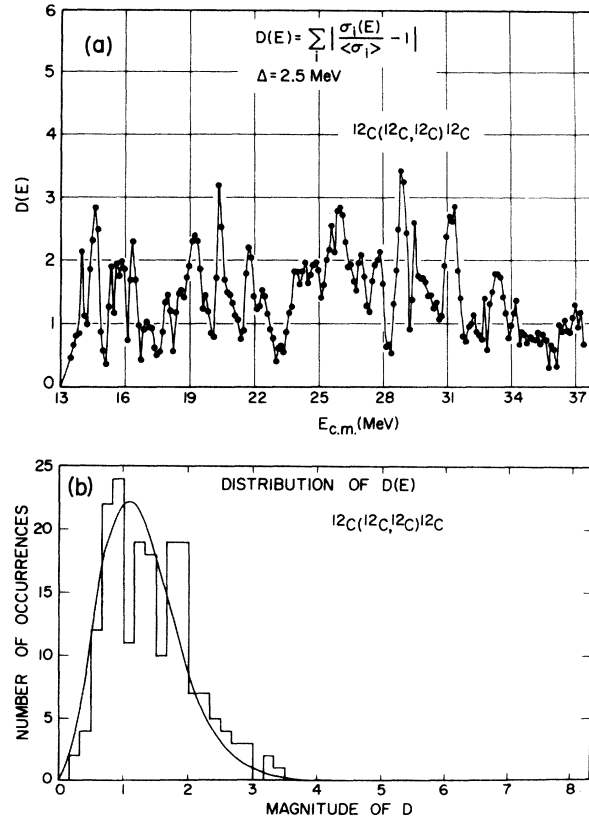 (a)
D(E) = ∑i | σi(E) / <σi> - 1 |
Δ = 2.5 MeV
12C(12C,12C)12C
D(E)
6
5
4
3
2
1
0
13 16 19 22 25 28 31 34 37
Ec.m.(MeV)
(b)
DISTRIBUTION OF D(E)
12C(12C,12C)12C
NUMBER OF OCCURRENCES
25
20
15
10
5
0
0 1 2 3 4 5 6 7 8
MAGNITUDE OF D